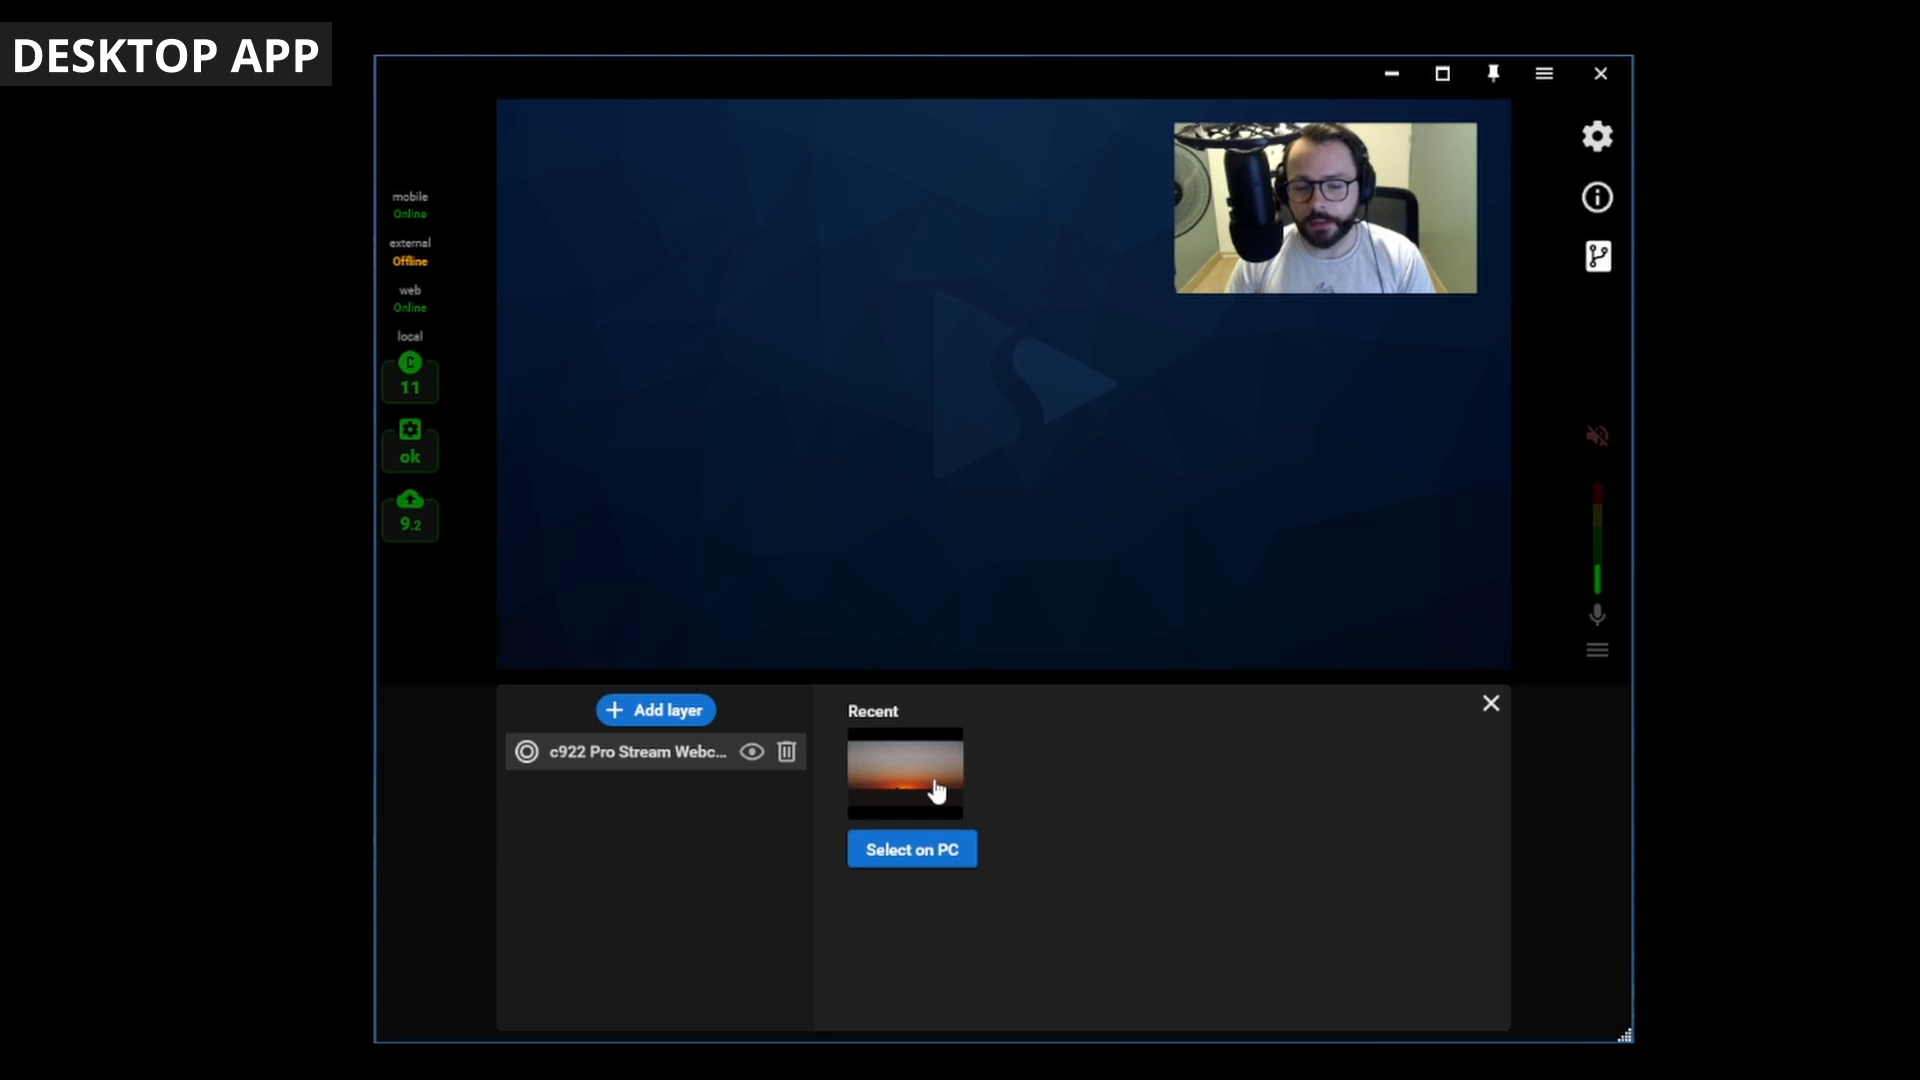 DESKTOP APP
mobile
Online
external
Offline
web
Online
local
C
11
ok
9.2
Add layer
c922 Pro Stream Webc...
Recent
Select on PC